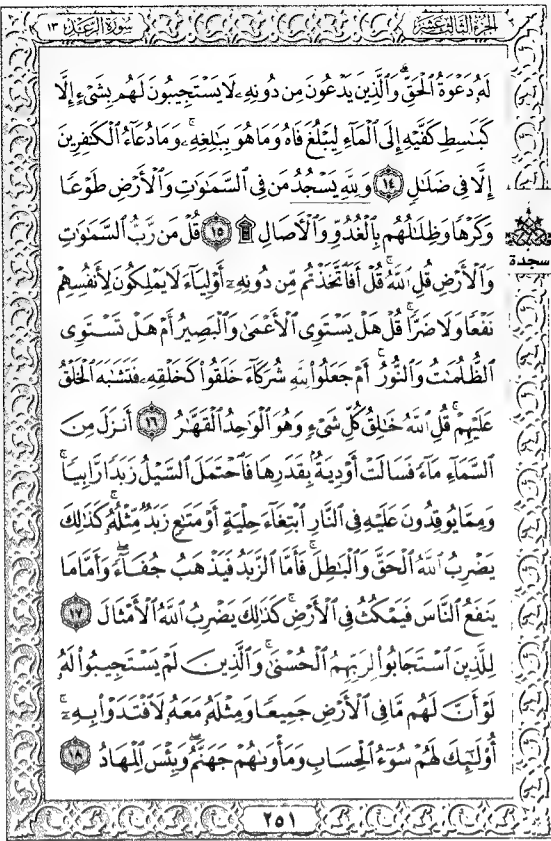 الجزء الثالث عشر
سورة الرعد ١٣
لَهُۥ دَعْوَةُ ٱلْحَقِّ ۖ وَٱلَّذِينَ يَدْعُونَ مِن دُونِهِۦ لَا يَسْتَجِيبُونَ لَهُم بِشَىْءٍ إِلَّا
كَبَـٰسِطِ كَفَّيْهِ إِلَى ٱلْمَآءِ لِيَبْلُغَ فَاهُ وَمَا هُوَ بِبَـٰلِغِهِۦ ۚ وَمَا دُعَآءُ ٱلْكَـٰفِرِينَ
إِلَّا فِى ضَلَـٰلٍ ١٤ وَلِلَّهِ يَسْجُدُ مَن فِى ٱلسَّمَـٰوَٰتِ وَٱلْأَرْضِ طَوْعًا
وَكَرْهًا وَظِلَـٰلُهُم بِٱلْغُدُوِّ وَٱلْـَٔاصَالِ ۩ ١٥ قُلْ مَن رَّبُّ ٱلسَّمَـٰوَٰتِ
سجدة
وَٱلْأَرْضِ قُلِ ٱللَّهُ ۚ قُلْ أَفَٱتَّخَذْتُم مِّن دُونِهِۦٓ أَوْلِيَآءَ لَا يَمْلِكُونَ لِأَنفُسِهِمْ
نَفْعًا وَلَا ضَرًّا ۚ قُلْ هَلْ يَسْتَوِى ٱلْأَعْمَىٰ وَٱلْبَصِيرُ أَمْ هَلْ تَسْتَوِى
ٱلظُّلُمَـٰتُ وَٱلنُّورُ ۗ أَمْ جَعَلُوا۟ لِلَّهِ شُرَكَآءَ خَلَقُوا۟ كَخَلْقِهِۦ فَتَشَـٰبَهَ ٱلْخَلْقُ
عَلَيْهِمْ ۚ قُلِ ٱللَّهُ خَـٰلِقُ كُلِّ شَىْءٍ وَهُوَ ٱلْوَٰحِدُ ٱلْقَهَّـٰرُ ١٦ أَنزَلَ مِنَ
ٱلسَّمَآءِ مَآءً فَسَالَتْ أَوْدِيَةٌۢ بِقَدَرِهَا فَٱحْتَمَلَ ٱلسَّيْلُ زَبَدًا رَّابِيًا ۚ
وَمِمَّا يُوقِدُونَ عَلَيْهِ فِى ٱلنَّارِ ٱبْتِغَآءَ حِلْيَةٍ أَوْ مَتَـٰعٍ زَبَدٌ مِّثْلُهُۥ ۚ كَذَٰلِكَ
يَضْرِبُ ٱللَّهُ ٱلْحَقَّ وَٱلْبَـٰطِلَ ۚ فَأَمَّا ٱلزَّبَدُ فَيَذْهَبُ جُفَآءً ۖ وَأَمَّا مَا
يَنفَعُ ٱلنَّاسَ فَيَمْكُثُ فِى ٱلْأَرْضِ ۚ كَذَٰلِكَ يَضْرِبُ ٱللَّهُ ٱلْأَمْثَالَ ١٧
لِلَّذِينَ ٱسْتَجَابُوا۟ لِرَبِّهِمُ ٱلْحُسْنَىٰ ۚ وَٱلَّذِينَ لَمْ يَسْتَجِيبُوا۟ لَهُۥ
لَوْ أَنَّ لَهُم مَّا فِى ٱلْأَرْضِ جَمِيعًا وَمِثْلَهُۥ مَعَهُۥ لَٱفْتَدَوْا۟ بِهِۦٓ ۚ
أُو۟لَـٰٓئِكَ لَهُمْ سُوٓءُ ٱلْحِسَابِ وَمَأْوَىٰهُمْ جَهَنَّمُ ۖ وَبِئْسَ ٱلْمِهَادُ ١٨
٢٥١